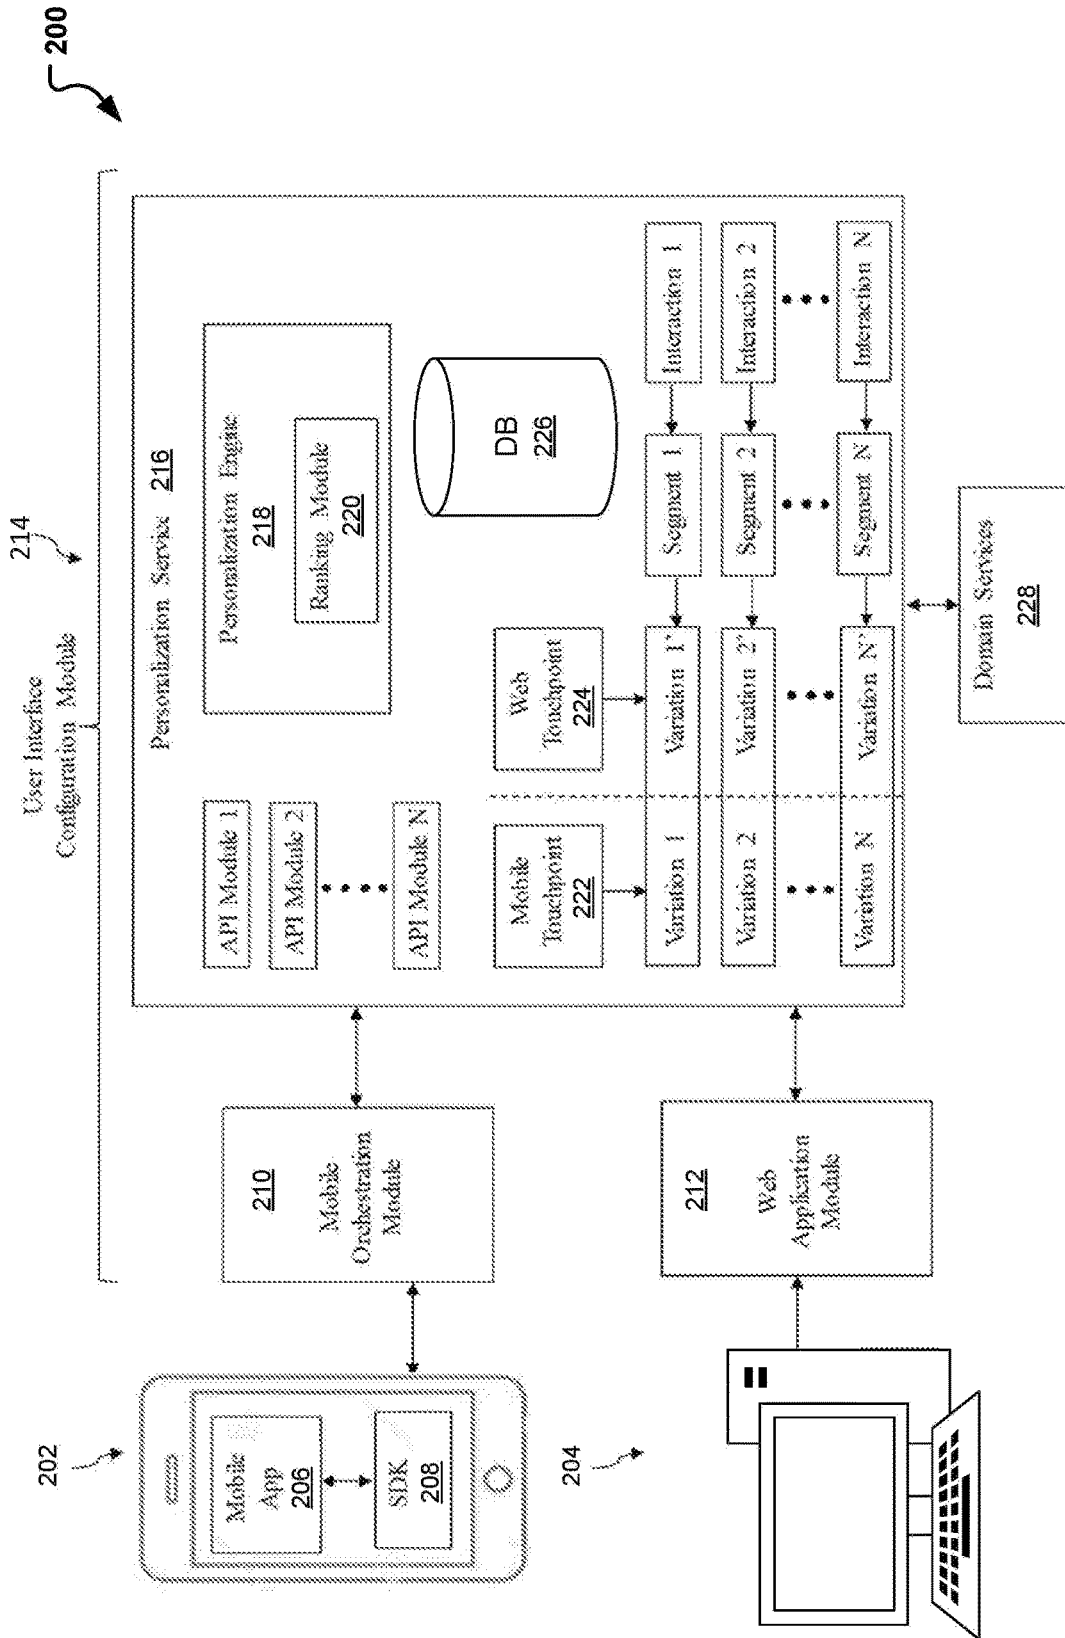 200
214
User Interface
Configuration Module
202
Mobile
App
206
SDK
208
204
210
Mobile
Orchestration
Module
212
Web
Application
Module
Personalization Service 216
API Module 1
API Module 2
API Module N
Personalization Engine
218
Ranking Module
220
DB
226
Mobile
Touchpoint
222
Web
Touchpoint
224
Variation 1
Variation 1'
Segment 1
Interaction 1
Variation 2
Variation 2'
Segment 2
Interaction 2
Variation N
Variation N'
Segment N
Interaction N
Domain Services
228